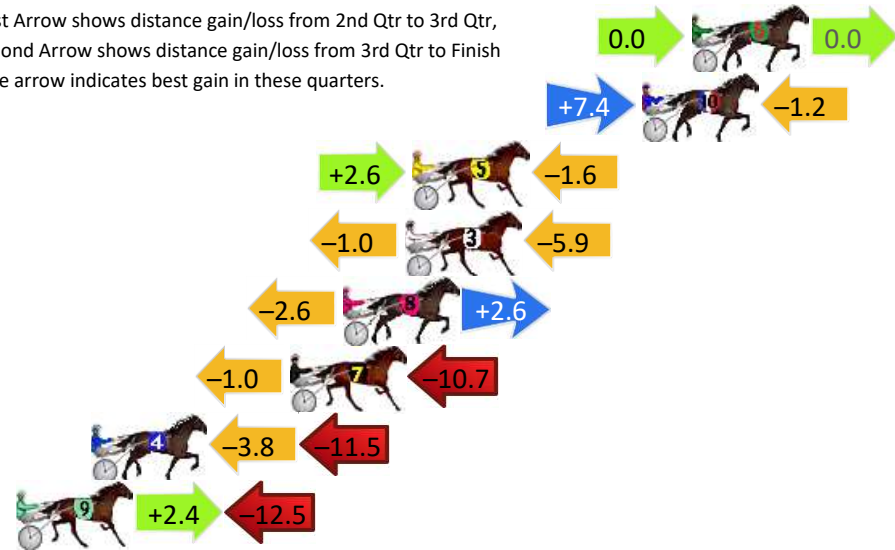 st Arrow shows distance gain/loss from 2nd Qtr to 3rd Qtr,
ond Arrow shows distance gain/loss from 3rd Qtr to Finish
e arrow indicates best gain in these quarters.
0.0 6 0.0
+7.4 10 –1.2
+2.6 5 –1.6
–1.0 3 –5.9
–2.6 8 +2.6
–1.0 7 –10.7
4 –3.8 –11.5
9 +2.4 –12.5